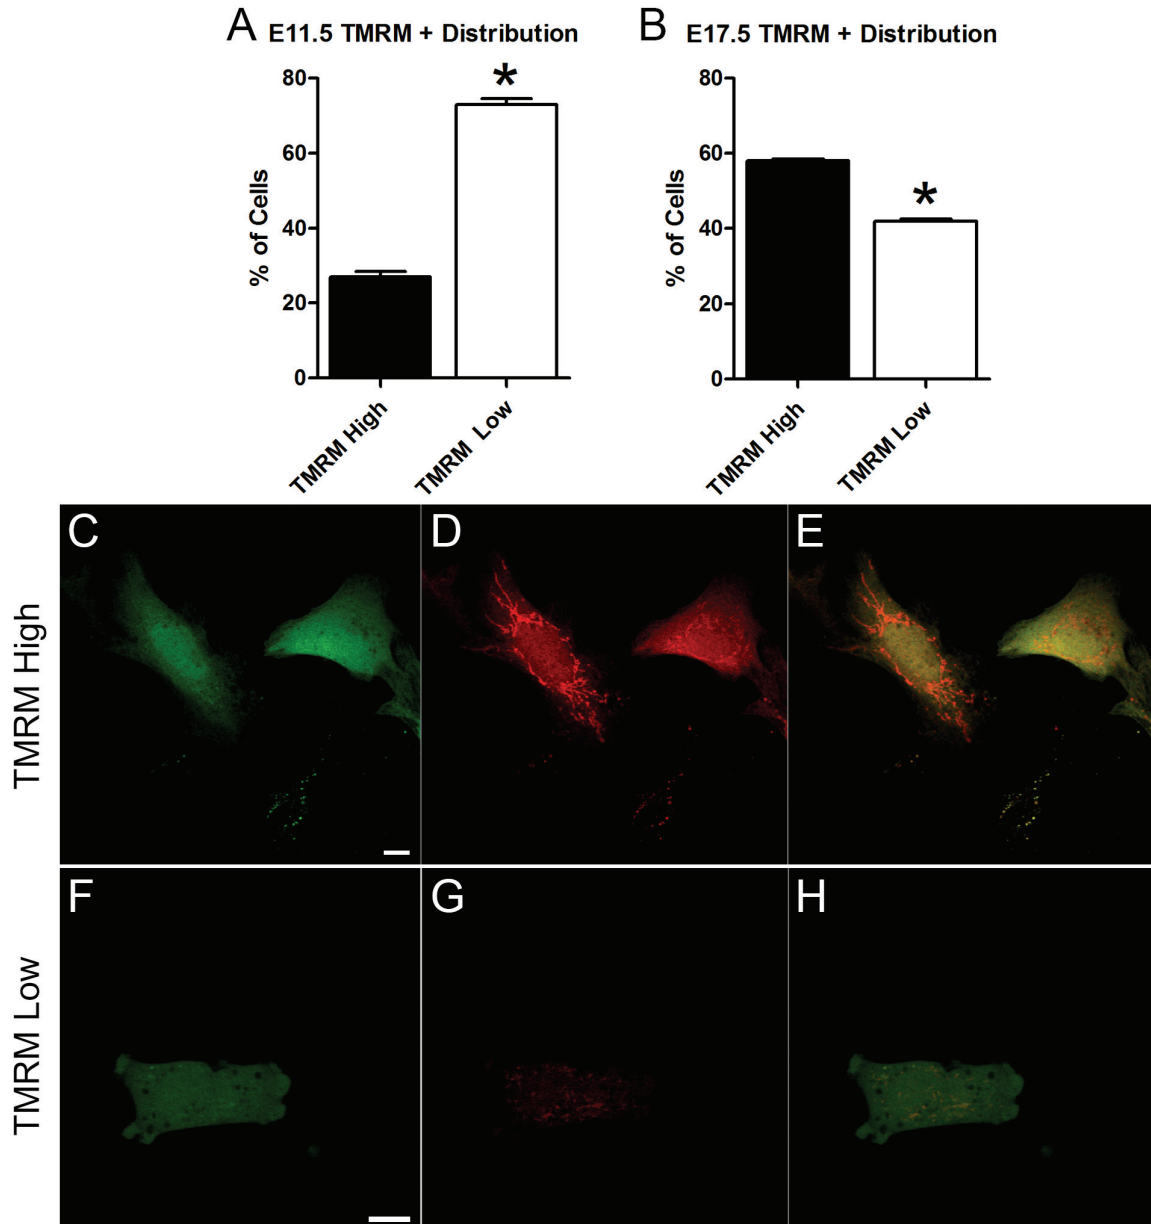 A E11.5 TMRM + Distribution
B E17.5 TMRM + Distribution
% of Cells
80
60
40
20
0
*
TMRM High
TMRM Low
% of Cells
80
60
40
20
0
*
TMRM High
TMRM Low
TMRM High
C
D
E
TMRM Low
F
G
H